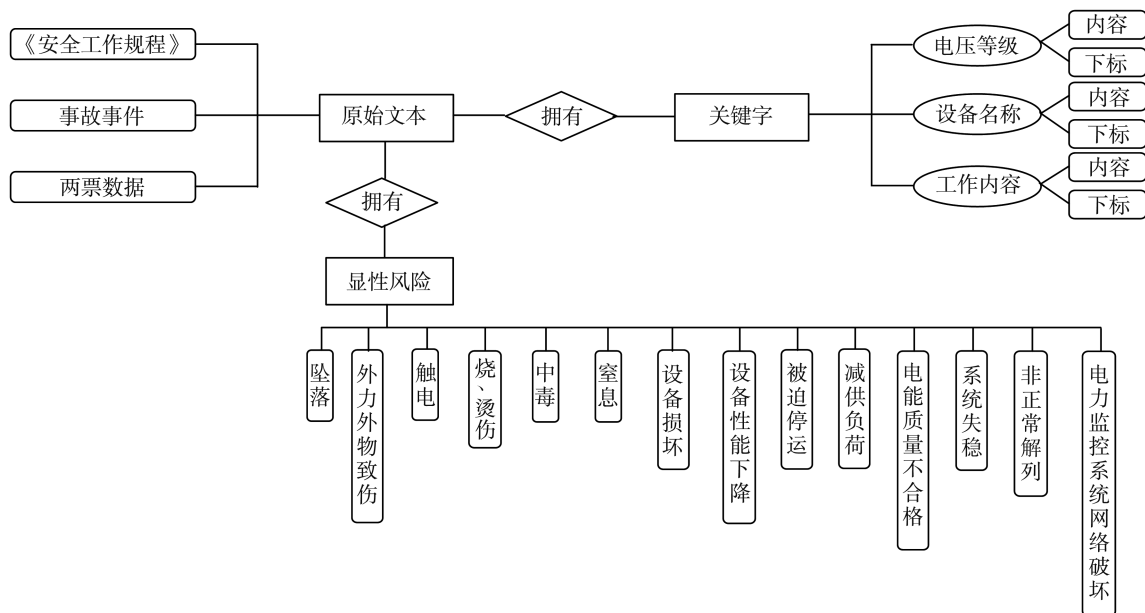 《安全工作规程》
事故事件
两票数据
原始文本
拥有
关键字
电压等级
内容
下标
设备名称
内容
下标
工作内容
内容
下标
拥有
显性风险
坠落
外力外物致伤
触电
烧、烫伤
中毒
窒息
设备损坏
设备性能下降
被迫停运
减供负荷
电能质量不合格
系统失稳
非正常解列
电力监控系统网络破坏